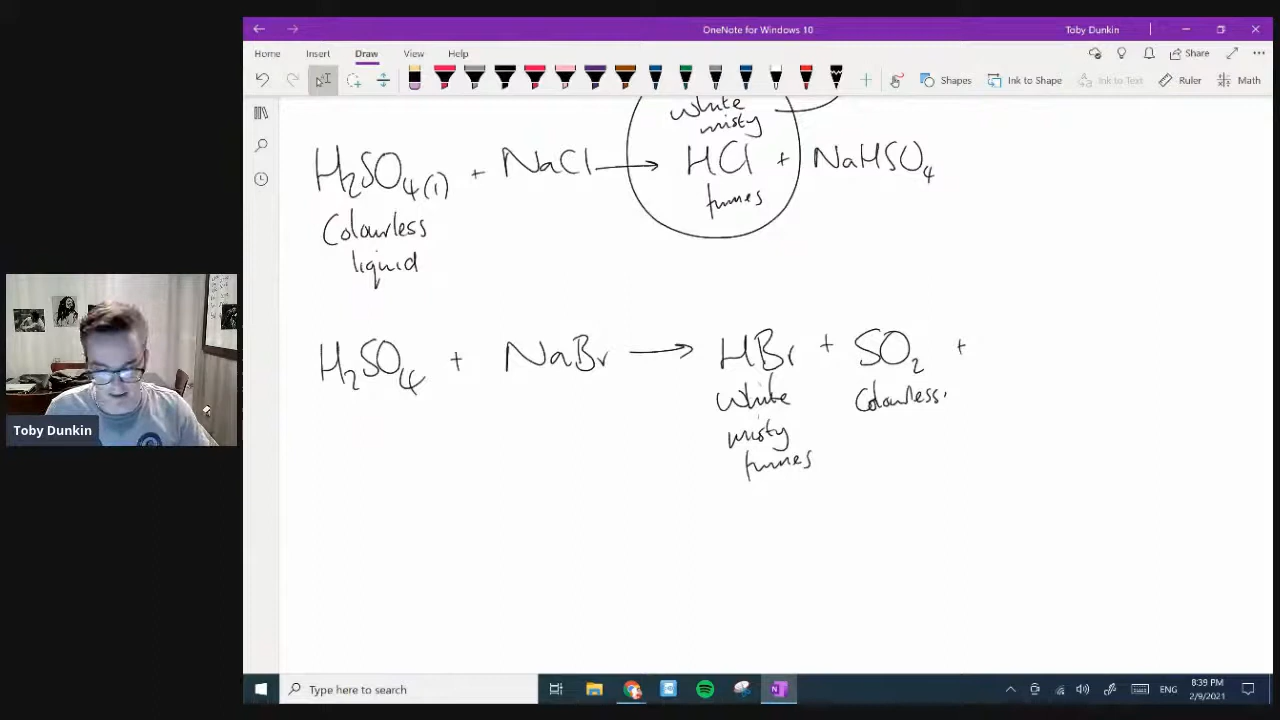 OneNote for Windows 10
Toby Dunkin
Home Insert Draw View Help
Share
Shapes Ink to Shape Ink to Text Ruler Math
White
misty
H₂SO₄(l) + NaCl → HCl + NaHSO₄
fumes
Colourless
liquid
H₂SO₄ + NaBr → HBr + SO₂ +
White
Colourless.
misty
fumes
Toby Dunkin
Type here to search
ENG
8:39 PM
2/9/2021